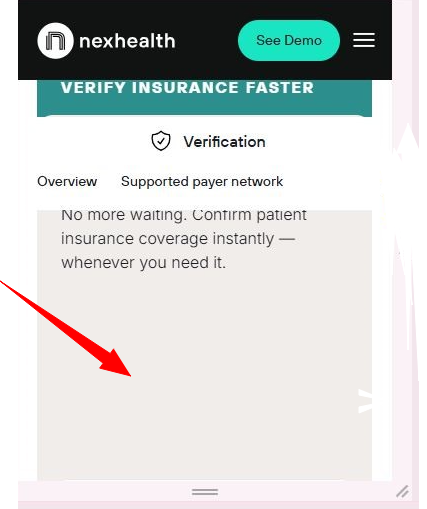 nexhealth
See Demo
VERIFY INSURANCE FASTER
Verification
Overview
Supported payer network
No more waiting. Confirm patient
insurance coverage instantly —
whenever you need it.